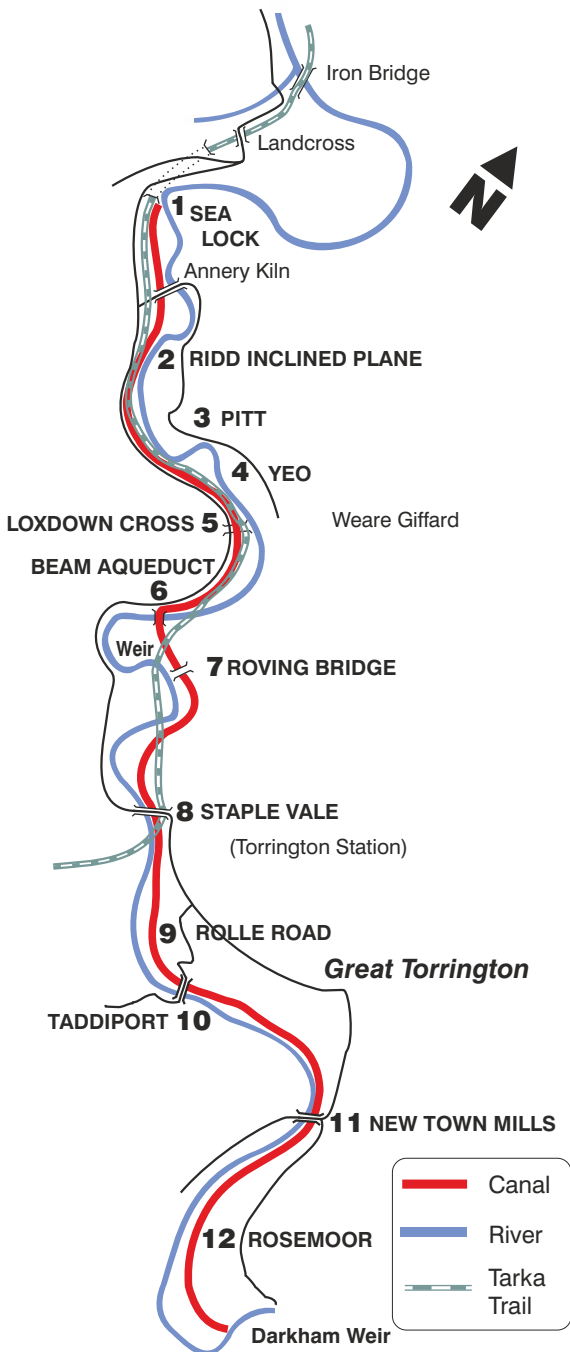 Iron Bridge
Landcross
N
1 SEA
LOCK
Annery Kiln
2 RIDD INCLINED PLANE
3 PITT
4 YEO
LOXDOWN CROSS 5
Weare Giffard
BEAM AQUEDUCT
6
Weir
7 ROVING BRIDGE
8 STAPLE VALE
(Torrington Station)
9 ROLLE ROAD
Great Torrington
TADDIPORT 10
11 NEW TOWN MILLS
Canal
River
Tarka
Trail
12 ROSEMOOR
Darkham Weir